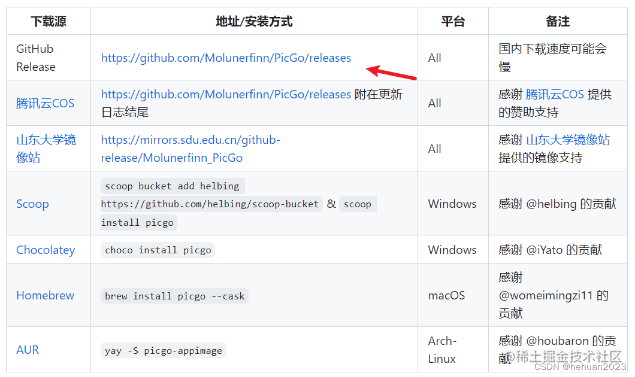 下载源 地址/安装方式 平台 备注
GitHub Release https://github.com/Molunerfinn/PicGo/releases All 国内下载速度可能会慢
腾讯云COS https://github.com/Molunerfinn/PicGo/releases 附在更新日志结尾 All 感谢 腾讯云COS 提供的赞助支持
山东大学镜像站 https://mirrors.sdu.edu.cn/github-release/Molunerfinn_PicGo All 感谢 山东大学镜像站 提供的镜像支持
Scoop scoop bucket add helbing https://github.com/helbing/scoop-bucket & scoop install picgo Windows 感谢 @helbing 的贡献
Chocolatey choco install picgo Windows 感谢 @iYato 的贡献
Homebrew brew install picgo --cask macOS 感谢 @womeimingzi11 的贡献
AUR yay -S picgo-appimage Arch-Linux 感谢 @houbaron 的贡献
@稀土掘金技术社区
CSDN @hehuan2023